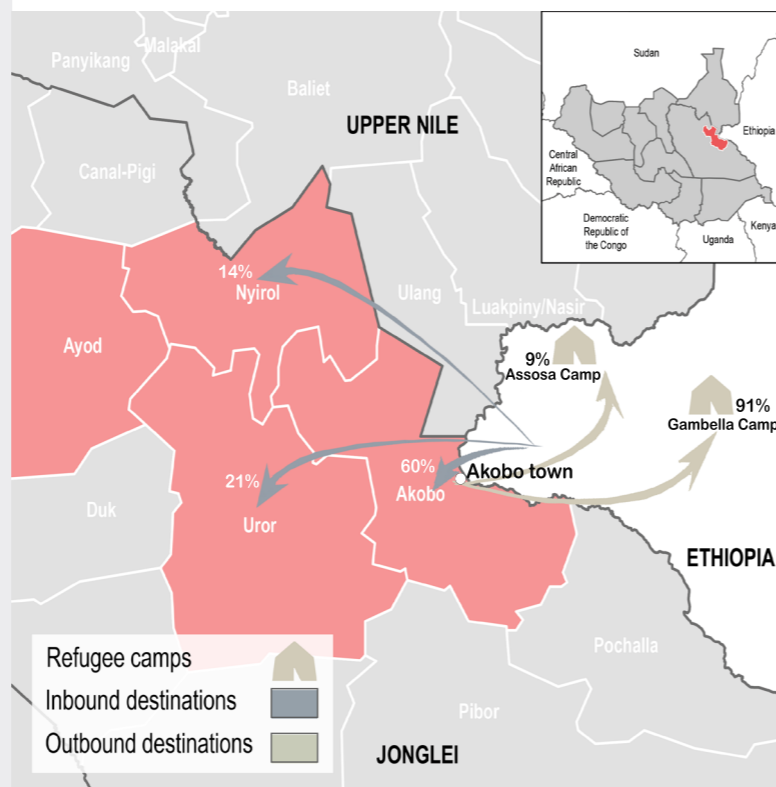 Sudan
Ethiopia
Central
African
Republic
Democratic
Republic of
the Congo
Uganda
Kenya
Malakal
Panyikang
Baliet
UPPER NILE
Canal-Pigi
14%
Nyirol
Ulang
Luakpiny/Nasir
Ayod
9%
Assosa Camp
91%
Gambella Camp
60%
Akobo town
21%
Akobo
Duk
Uror
ETHIOPIA
Pochalla
Refugee camps
Inbound destinations
Outbound destinations
Pibor
JONGLEI